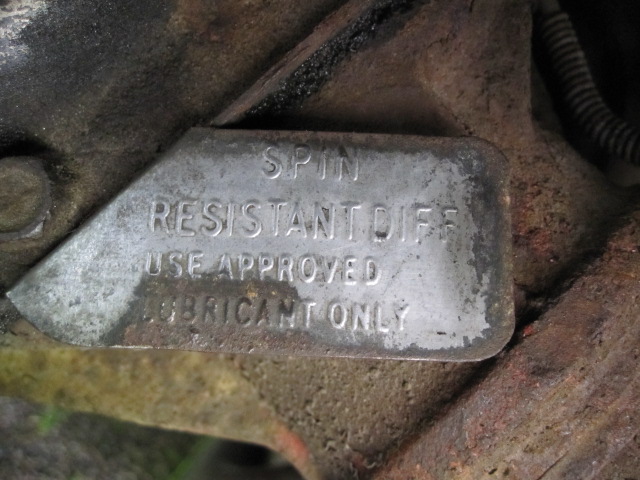 SPIN
RESISTANT DIFF
USE APPROVED
LUBRICANT ONLY